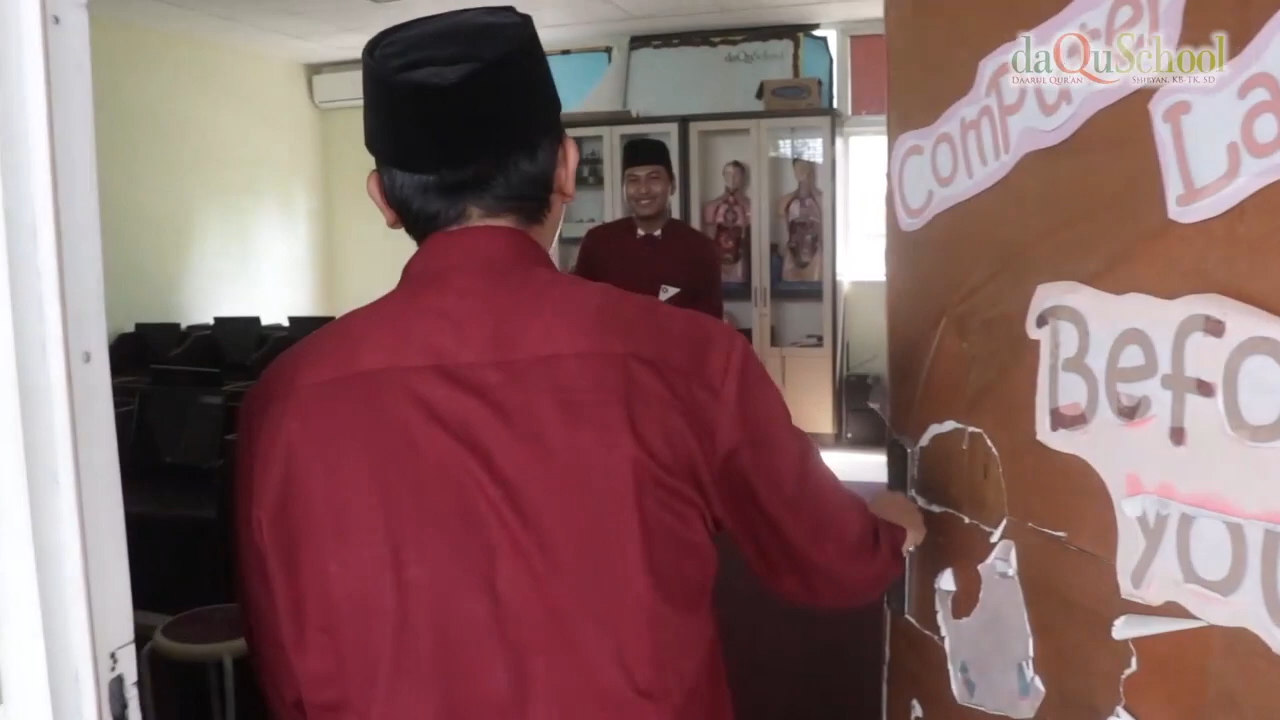 daQuSchool
DAARUL QUR'AN SHIBYAN, KB-TK, SD
daQuSchool
Computer
La
Befo
you